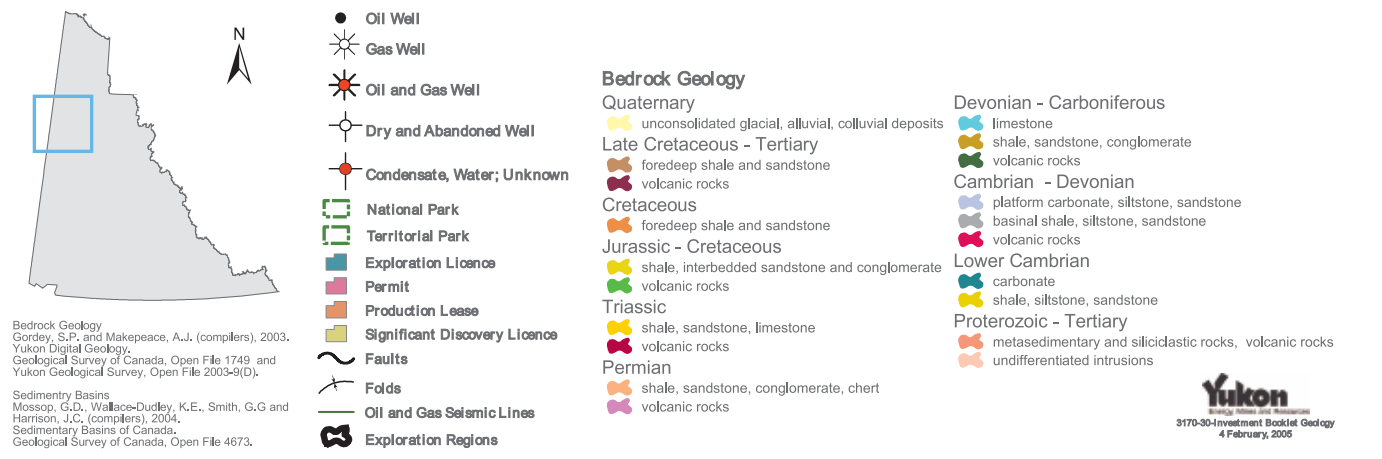 N
Bedrock Geology
Gordey, S.P. and Makepeace, A.J. (compilers), 2003.
Yukon Digital Geology.
Geological Survey of Canada, Open File 1749 and
Yukon Geological Survey, Open File 2003-9(D).
Sedimentry Basins
Mossop, G.D., Wallace-Dudley, K.E., Smith, G.G and
Harrison, J.C. (compilers), 2004.
Sedimentary Basins of Canada.
Geological Survey of Canada, Open File 4673.
Oil Well
Gas Well
Oil and Gas Well
Dry and Abandoned Well
Condensate, Water; Unknown
National Park
Territorial Park
Exploration Licence
Permit
Production Lease
Significant Discovery Licence
Faults
Folds
Oil and Gas Seismic Lines
Exploration Regions
Bedrock Geology
Quaternary
unconsolidated glacial, alluvial, colluvial deposits
Late Cretaceous - Tertiary
foredeep shale and sandstone
volcanic rocks
Cretaceous
foredeep shale and sandstone
Jurassic - Cretaceous
shale, interbedded sandstone and conglomerate
volcanic rocks
Triassic
shale, sandstone, limestone
volcanic rocks
Permian
shale, sandstone, conglomerate, chert
volcanic rocks
Devonian - Carboniferous
limestone
shale, sandstone, conglomerate
volcanic rocks
Cambrian - Devonian
platform carbonate, siltstone, sandstone
basinal shale, siltstone, sandstone
volcanic rocks
Lower Cambrian
carbonate
shale, siltstone, sandstone
Proterozoic - Tertiary
metasedimentary and siliciclastic rocks, volcanic rocks
undifferentiated intrusions
Yukon
Energy, Mines and Resources
3170-30-Investment Booklet Geology
4 February, 2005